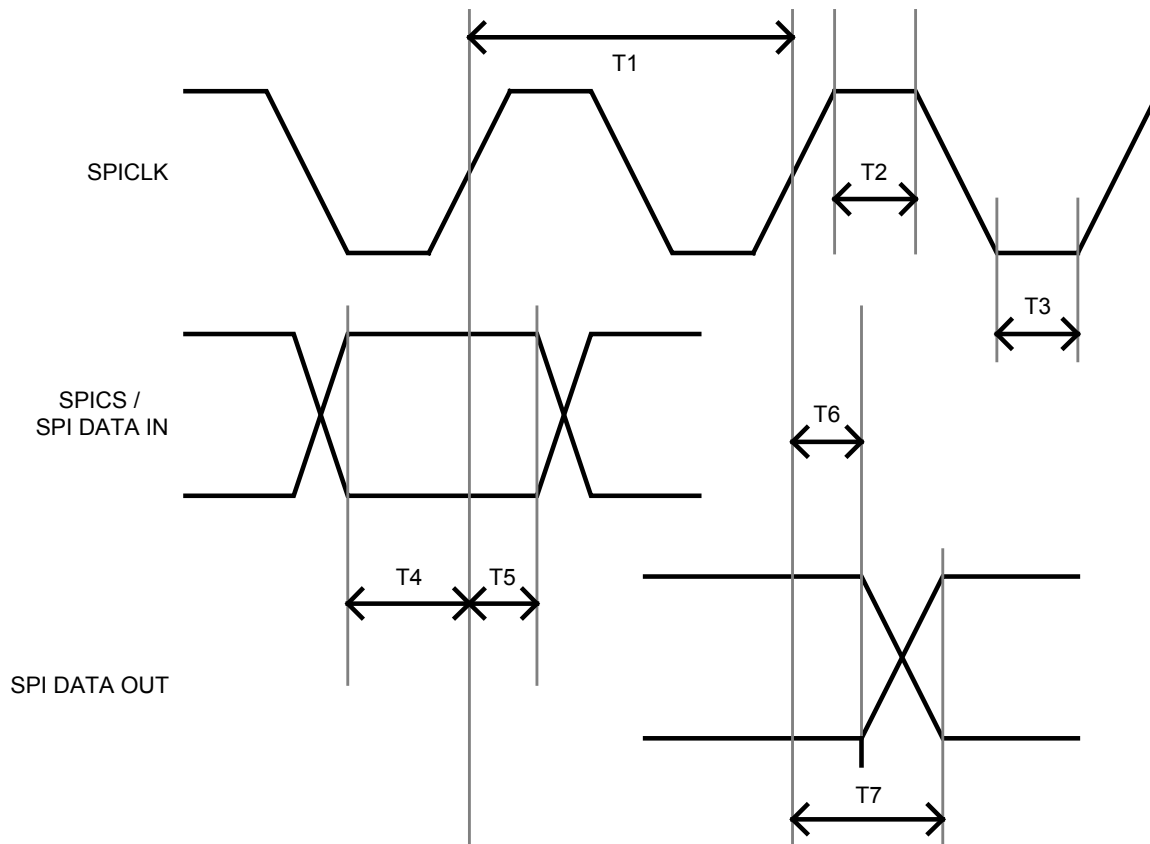 T1
SPICLK
T2
T3
SPICS /
SPI DATA IN
T6
T4
T5
SPI DATA OUT
T7